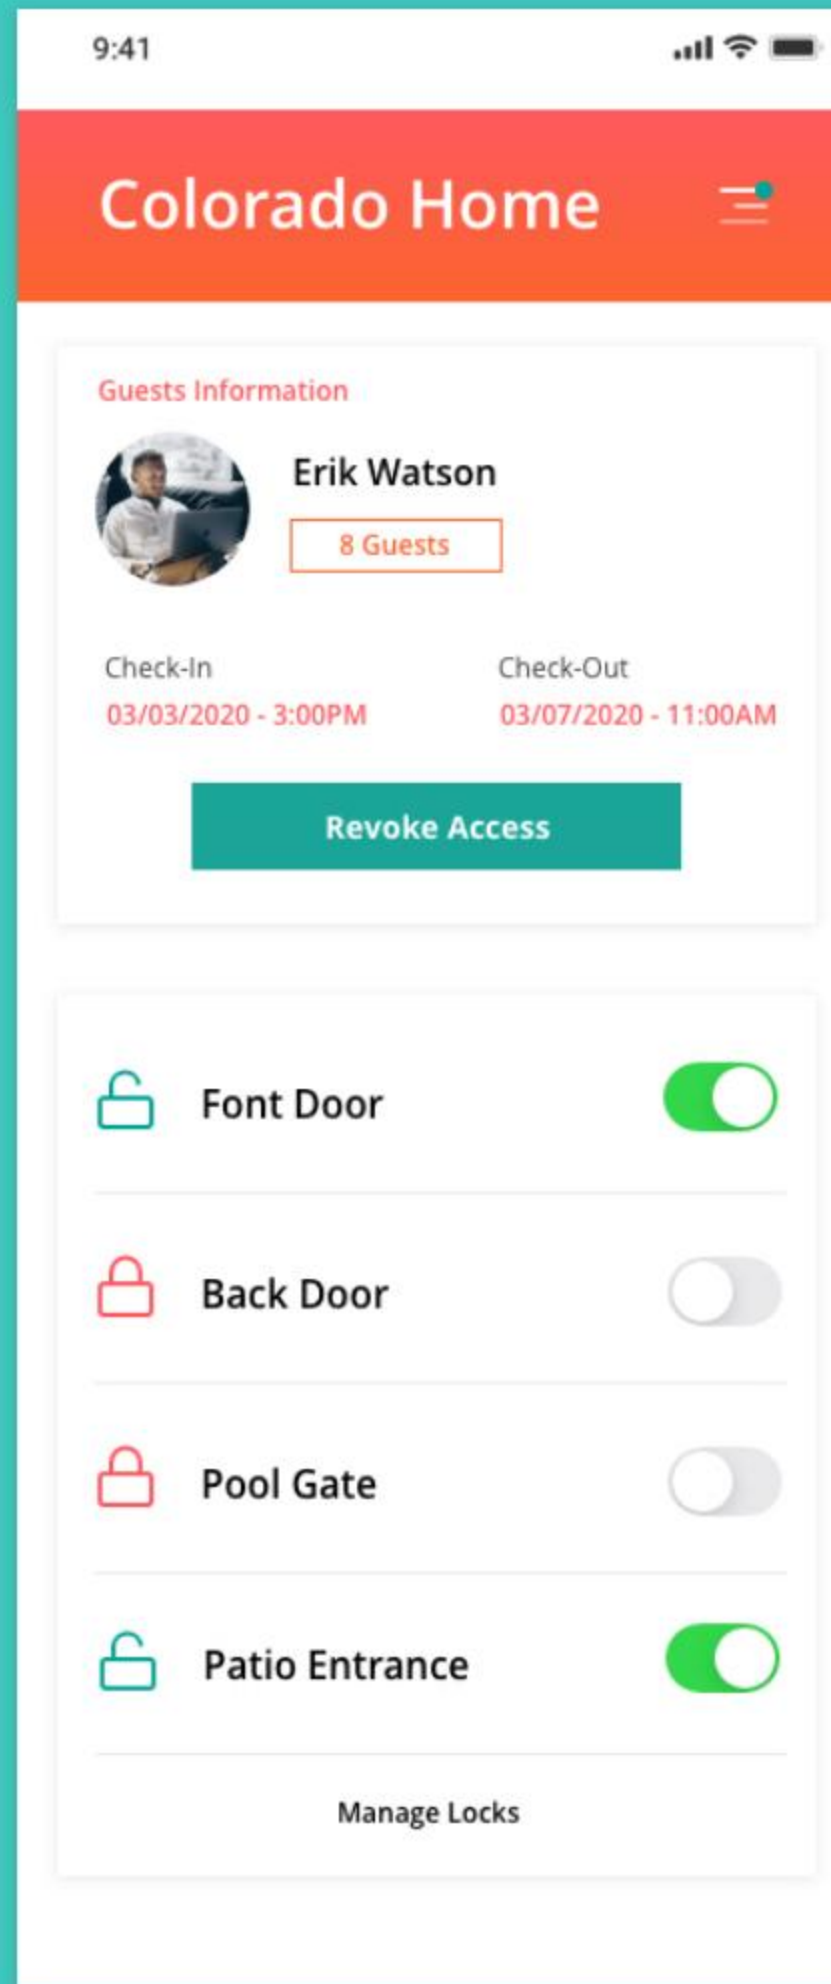 9:41
Colorado Home
Guests Information
Erik Watson
8 Guests
Check-In Check-Out
03/03/2020 - 3:00PM 03/07/2020 - 11:00AM
Revoke Access
Font Door
Back Door
Pool Gate
Patio Entrance
Manage Locks